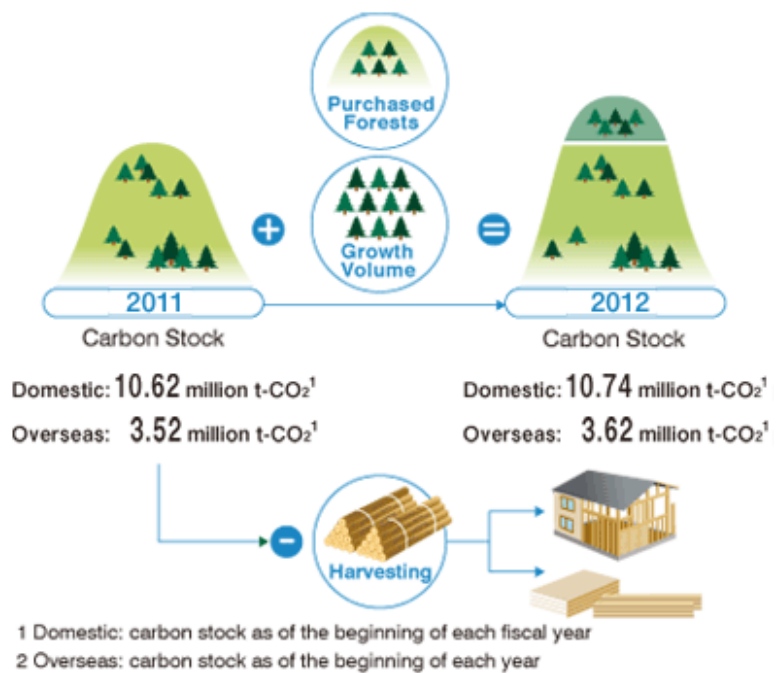 Purchased
Forests
Growth
Volume
2011
2012
Carbon Stock
Carbon Stock
Domestic: 10.62 million t-CO₂¹
Domestic: 10.74 million t-CO₂¹
Overseas: 3.52 million t-CO₂¹
Overseas: 3.62 million t-CO₂¹
Harvesting
1 Domestic: carbon stock as of the beginning of each fiscal year
2 Overseas: carbon stock as of the beginning of each year